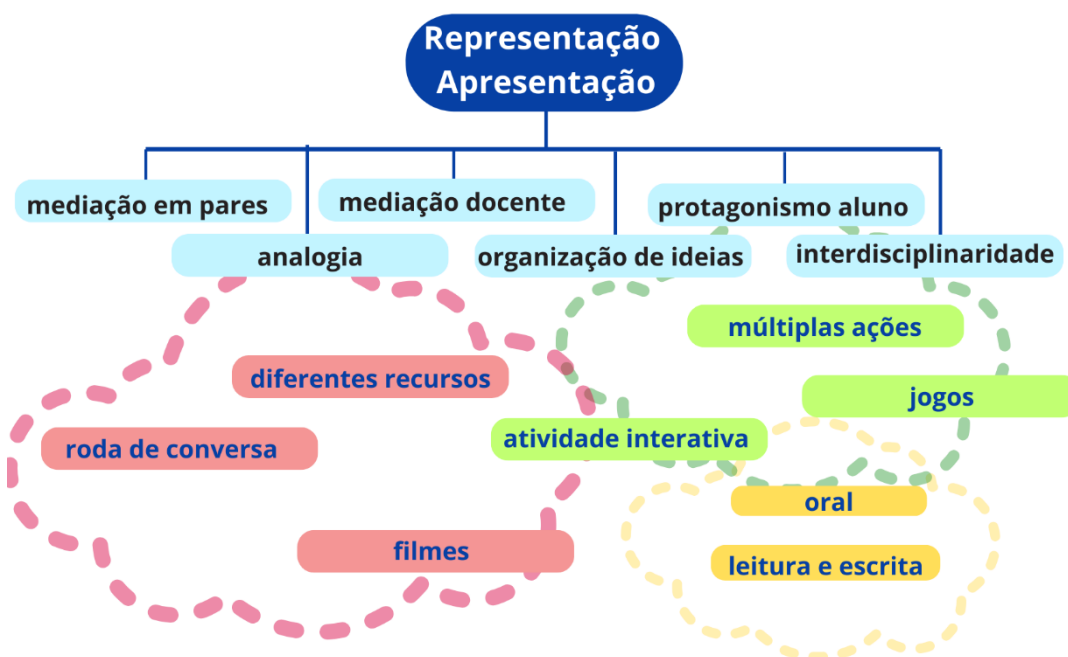 Representação
Apresentação
mediação em pares
mediação docente
protagonismo aluno
analogia
organização de ideias
interdisciplinaridade
múltiplas ações
diferentes recursos
jogos
roda de conversa
atividade interativa
oral
filmes
leitura e escrita